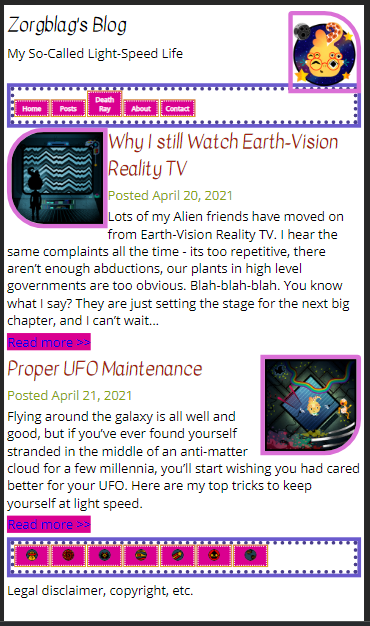 Zorgblag's Blog
My So-Called Light-Speed Life
Home Posts Death Ray About Contact
Why I still Watch Earth-Vision
Reality TV
Posted April 20, 2021
Lots of my Alien friends have moved on
from Earth-Vision Reality TV. I hear the
same complaints all the time - its too repetitive, there
aren’t enough abductions, our plants in high level
governments are too obvious. Blah-blah-blah. You know
what I say? They are just setting the stage for the next big
chapter, and I can’t wait...
Read more >>
Proper UFO Maintenance
Posted April 21, 2021
Flying around the galaxy is all well and
good, but if you’ve ever found yourself
stranded in the middle of an anti-matter
cloud for a few millennia, you’ll start wishing you had cared
better for your UFO. Here are my top tricks to keep
yourself at light speed.
Read more >>
Legal disclaimer, copyright, etc.